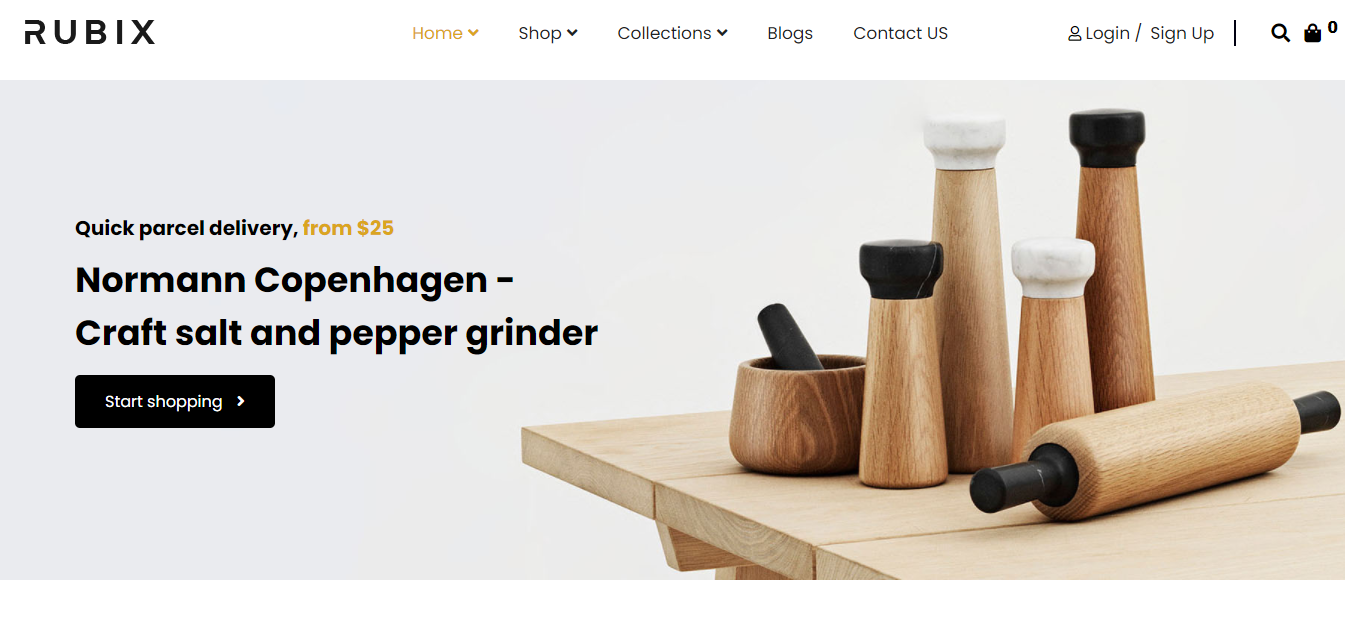 RUBIX
Home
Shop
Collections
Blogs
Contact US
Login / Sign Up
0
Quick parcel delivery, from $25
Normann Copenhagen -
Craft salt and pepper grinder
Start shopping